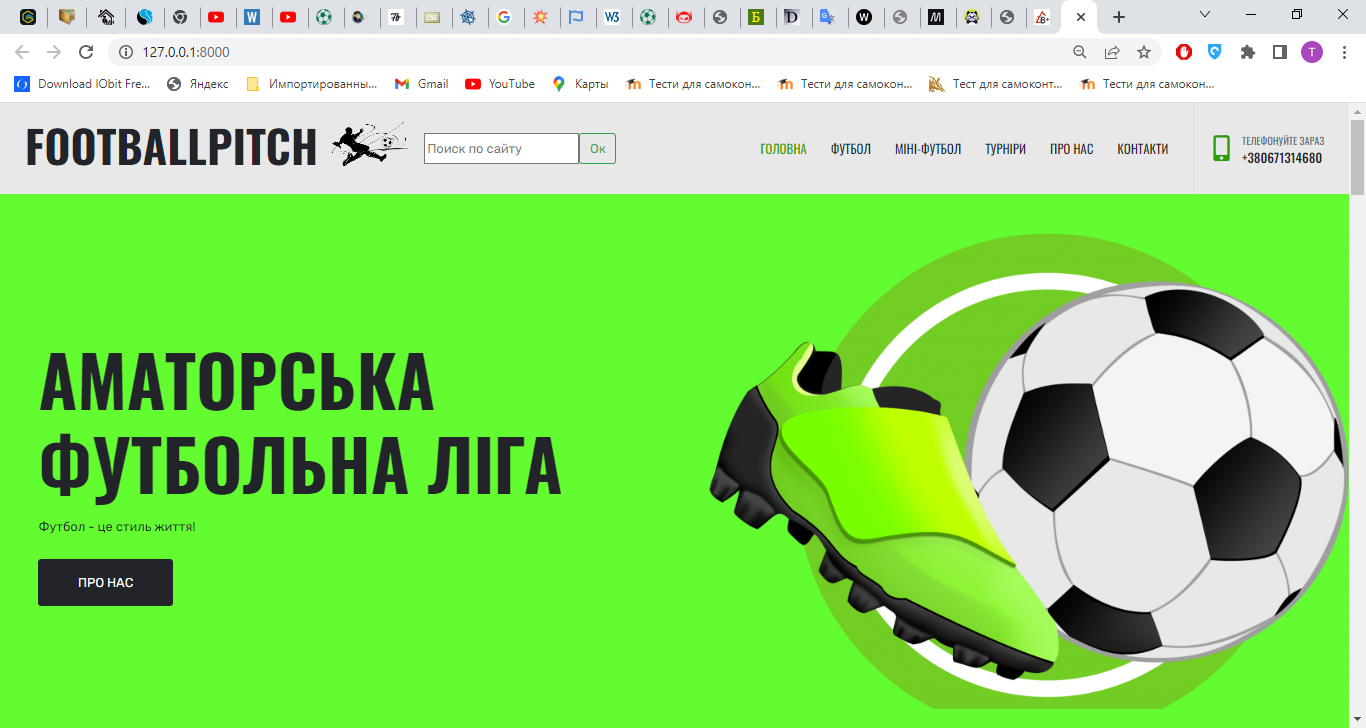 127.0.0.1:8000
Download IObit Fre...
Яндекс
Импортированны...
Gmail
YouTube
Карты
Тести для самокон...
Тести для самокон...
Тест для самоконт...
Тести для самокон...
FOOTBALLPITCH
Поиск по сайту
Ок
ГОЛОВНА
ФУТБОЛ
МІНІ-ФУТБОЛ
ТУРНІРИ
ПРО НАС
КОНТАКТИ
ТЕЛЕФОНУЙТЕ ЗАРАЗ
+380671314680
АМАТОРСЬКА
ФУТБОЛЬНА ЛІГА
Футбол - це стиль життя!
ПРО НАС